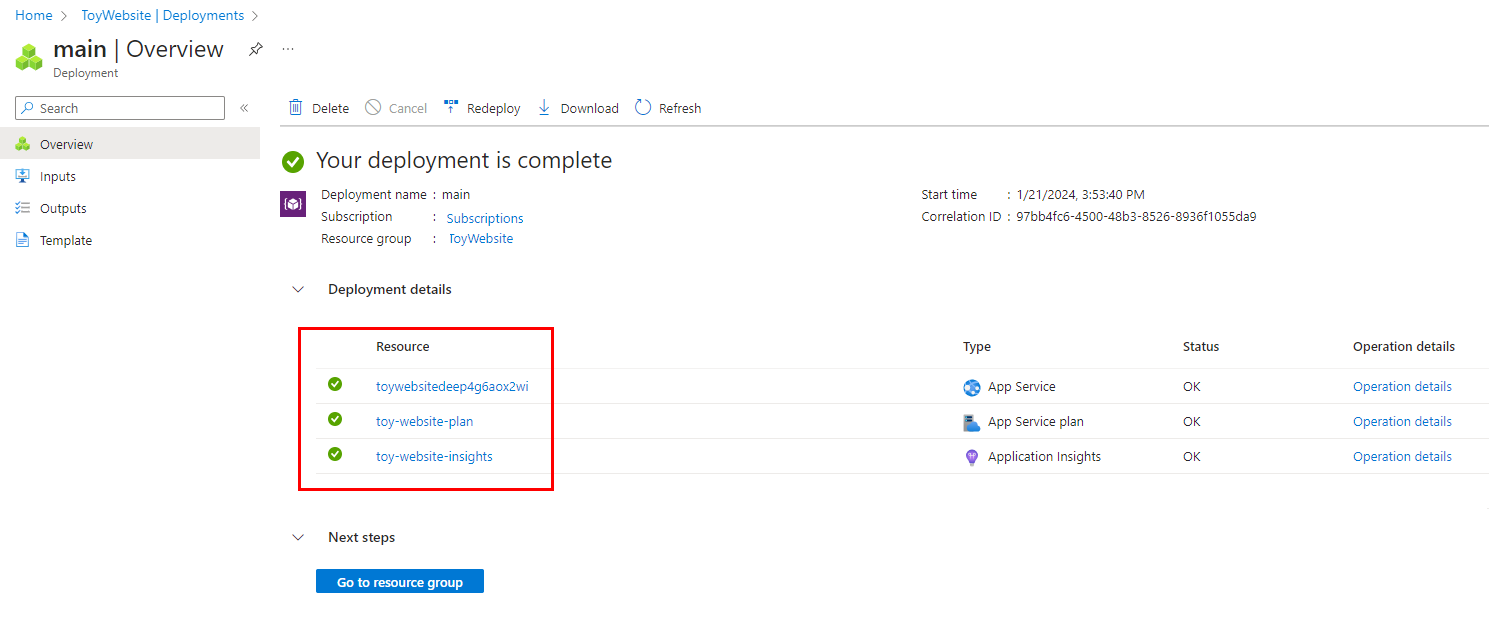 Home > ToyWebsite | Deployments >
main | Overview ...
Deployment
Search «
Delete Cancel Redeploy Download Refresh
Overview
Inputs
Outputs
Template
Your deployment is complete
Deployment name : main
Subscription : Subscriptions
Resource group : ToyWebsite
Start time : 1/21/2024, 3:53:40 PM
Correlation ID : 97bb4fc6-4500-48b3-8526-8936f1055da9
Deployment details
Resource Type Status Operation details
toywebsitedeep4g6aox2wi App Service OK Operation details
toy-website-plan App Service plan OK Operation details
toy-website-insights Application Insights OK Operation details
Next steps
Go to resource group